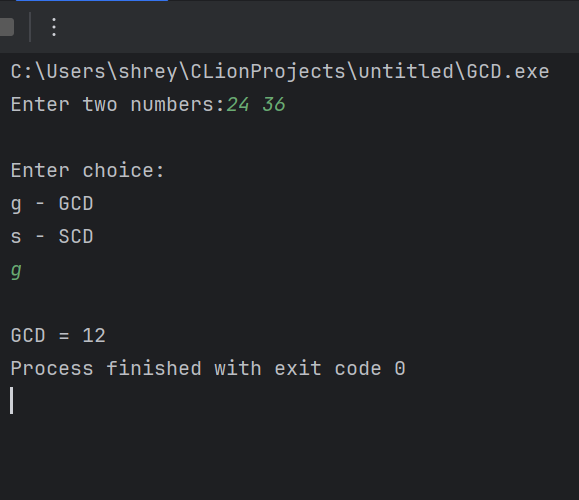 C:\Users\shrey\CLionProjects\untitled\GCD.exe
Enter two numbers:24 36
Enter choice:
g - GCD
s - SCD
g
GCD = 12
Process finished with exit code 0